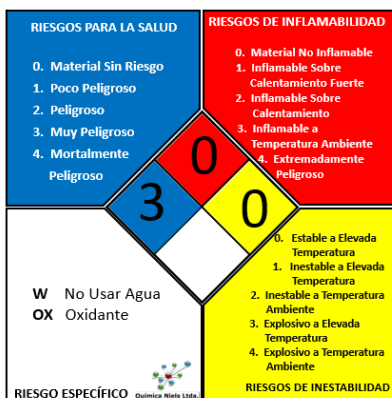 RIESGOS PARA LA SALUD
0. Material Sin Riesgo
1. Poco Peligroso
2. Peligroso
3. Muy Peligroso
4. Mortalmente
Peligroso
RIESGOS DE INFLAMABILIDAD
0. Material No Inflamable
1. Inflamable Sobre
Calentamiento Fuerte
2. Inflamable Sobre
Calentamiento
3. Inflamable a
Temperatura Ambiente
4. Extremadamente
Peligroso
0
3
0
W No Usar Agua
OX Oxidante
RIESGO ESPECÍFICO
Quimica Niels Ltda.
0. Estable a Elevada
Temperatura
1. Inestable a Elevada
Temperatura
2. Inestable a Temperatura
Ambiente
3. Explosivo a Elevada
Temperatura
4. Explosivo a Temperatura
Ambiente
RIESGOS DE INESTABILIDAD